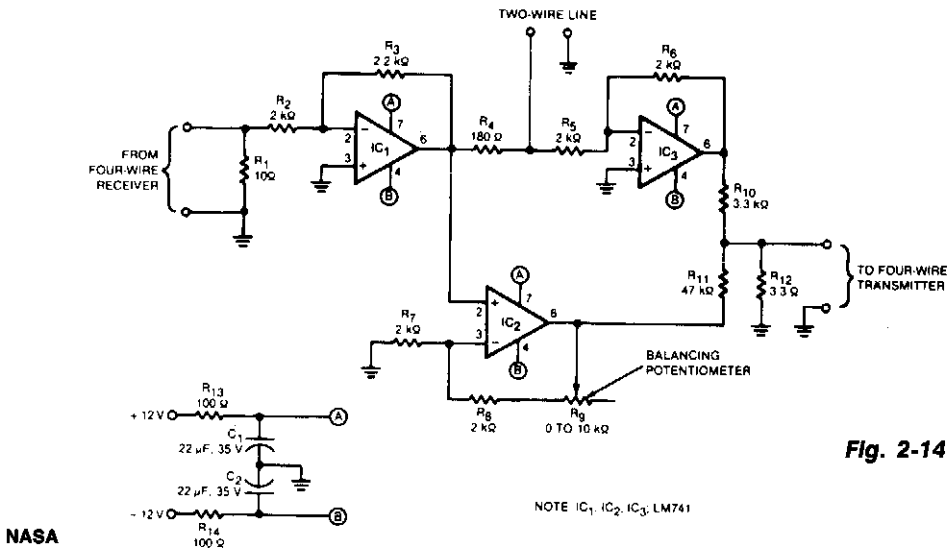 TWO-WIRE LINE
R3
2.2 kΩ
R6
2 kΩ
R2
2 kΩ
A
7
2
3
IC1
6
4
B
R4
180 Ω
R5
2 kΩ
A
7
2
3
IC3
6
4
B
FROM
FOUR-WIRE
RECEIVER
R1
10Ω
R10
3.3 kΩ
R11
47 kΩ
R12
3.3 Ω
TO FOUR-WIRE
TRANSMITTER
A
7
2
3
IC2
6
4
B
R7
2 kΩ
BALANCING
POTENTIOMETER
R8
2 kΩ
R9
0 TO 10 kΩ
R13
100 Ω
+ 12 V
A
C1
22 µF, 35 V
C2
22 µF, 35 V
- 12 V
B
R14
100 Ω
Fig. 2-14
NOTE IC1, IC2, IC3; LM741
NASA